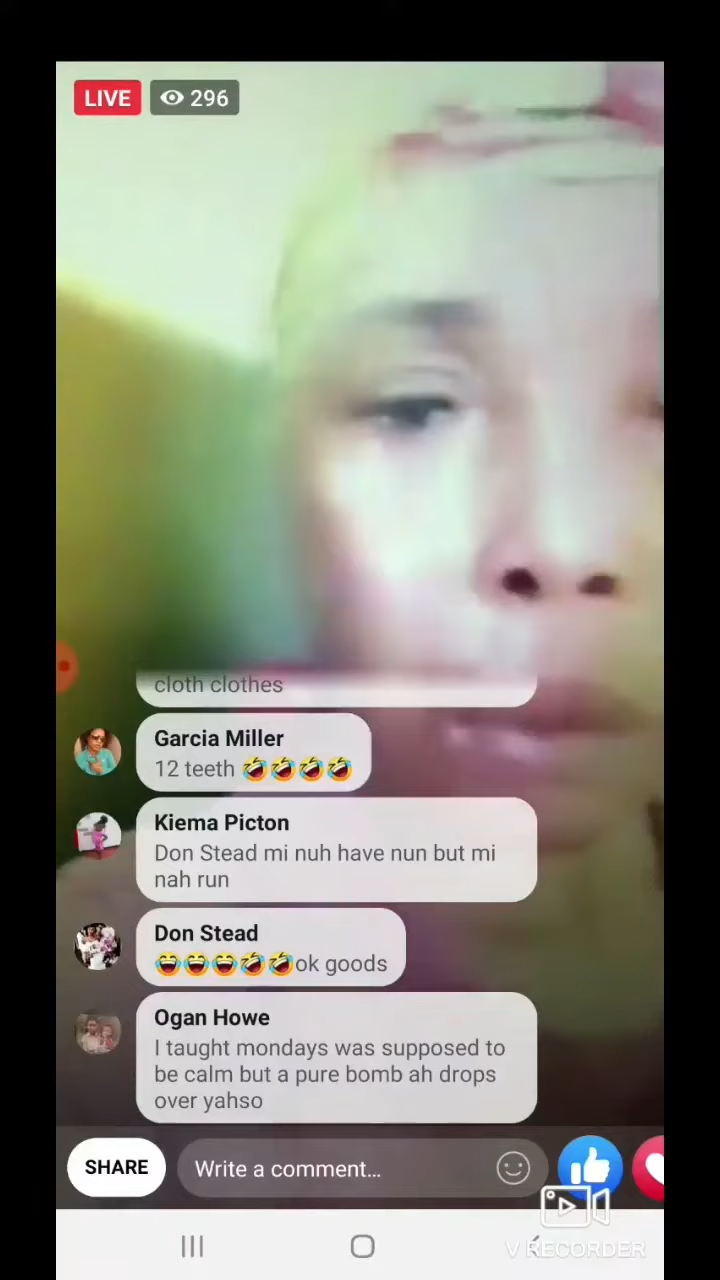 LIVE 296
cloth clothes
Garcia Miller
12 teeth 🤣🤣🤣🤣
Kiema Picton
Don Stead mi nuh have nun but mi
nah run
Don Stead
😂😂😂🤣🤣ok goods
Ogan Howe
I taught mondays was supposed to
be calm but a pure bomb ah drops
over yahso
SHARE
Write a comment...
V RECORDER